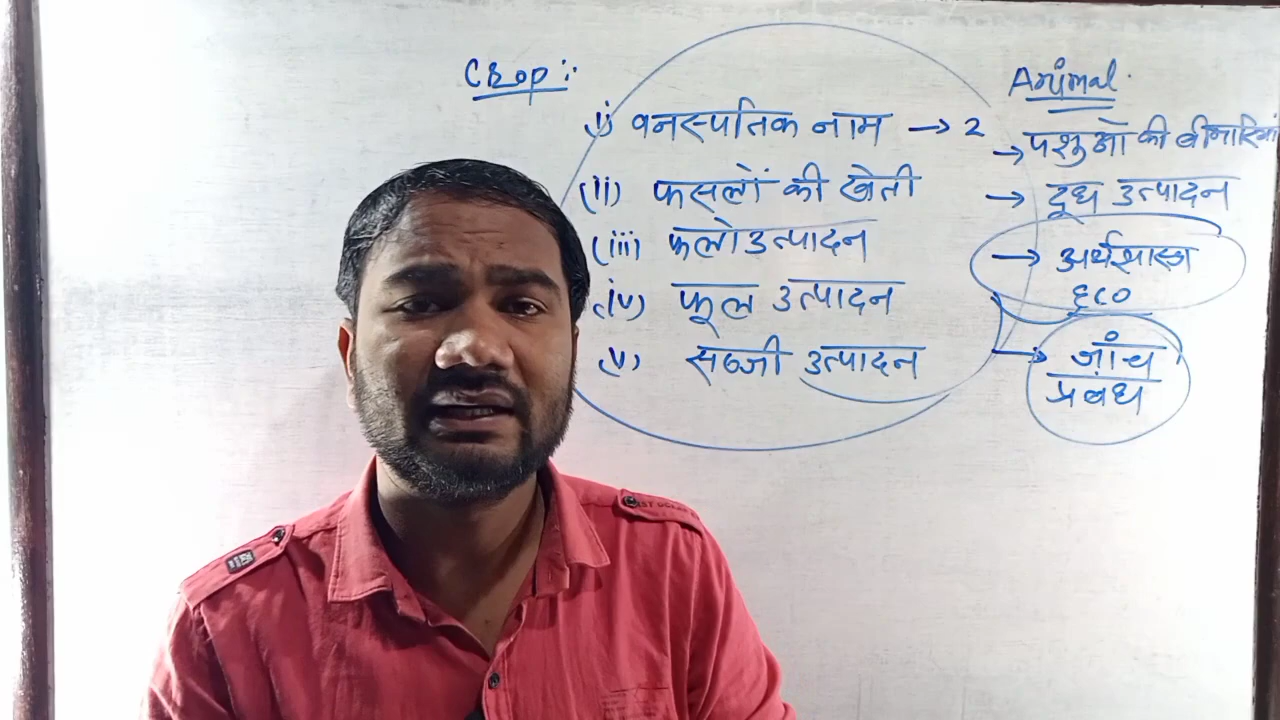 Crop :-
i) वनस्पतिक नाम → 2
(ii) फसलों की खेती
(iii) फलो उत्पादन
(iv) फूल उत्पादन
(v) सब्जी उत्पादन
Animal.
→ पशुओ की बीमारियां
→ दूध उत्पादन
→ अर्थशास्त्र
→ जांच
प्रबंध